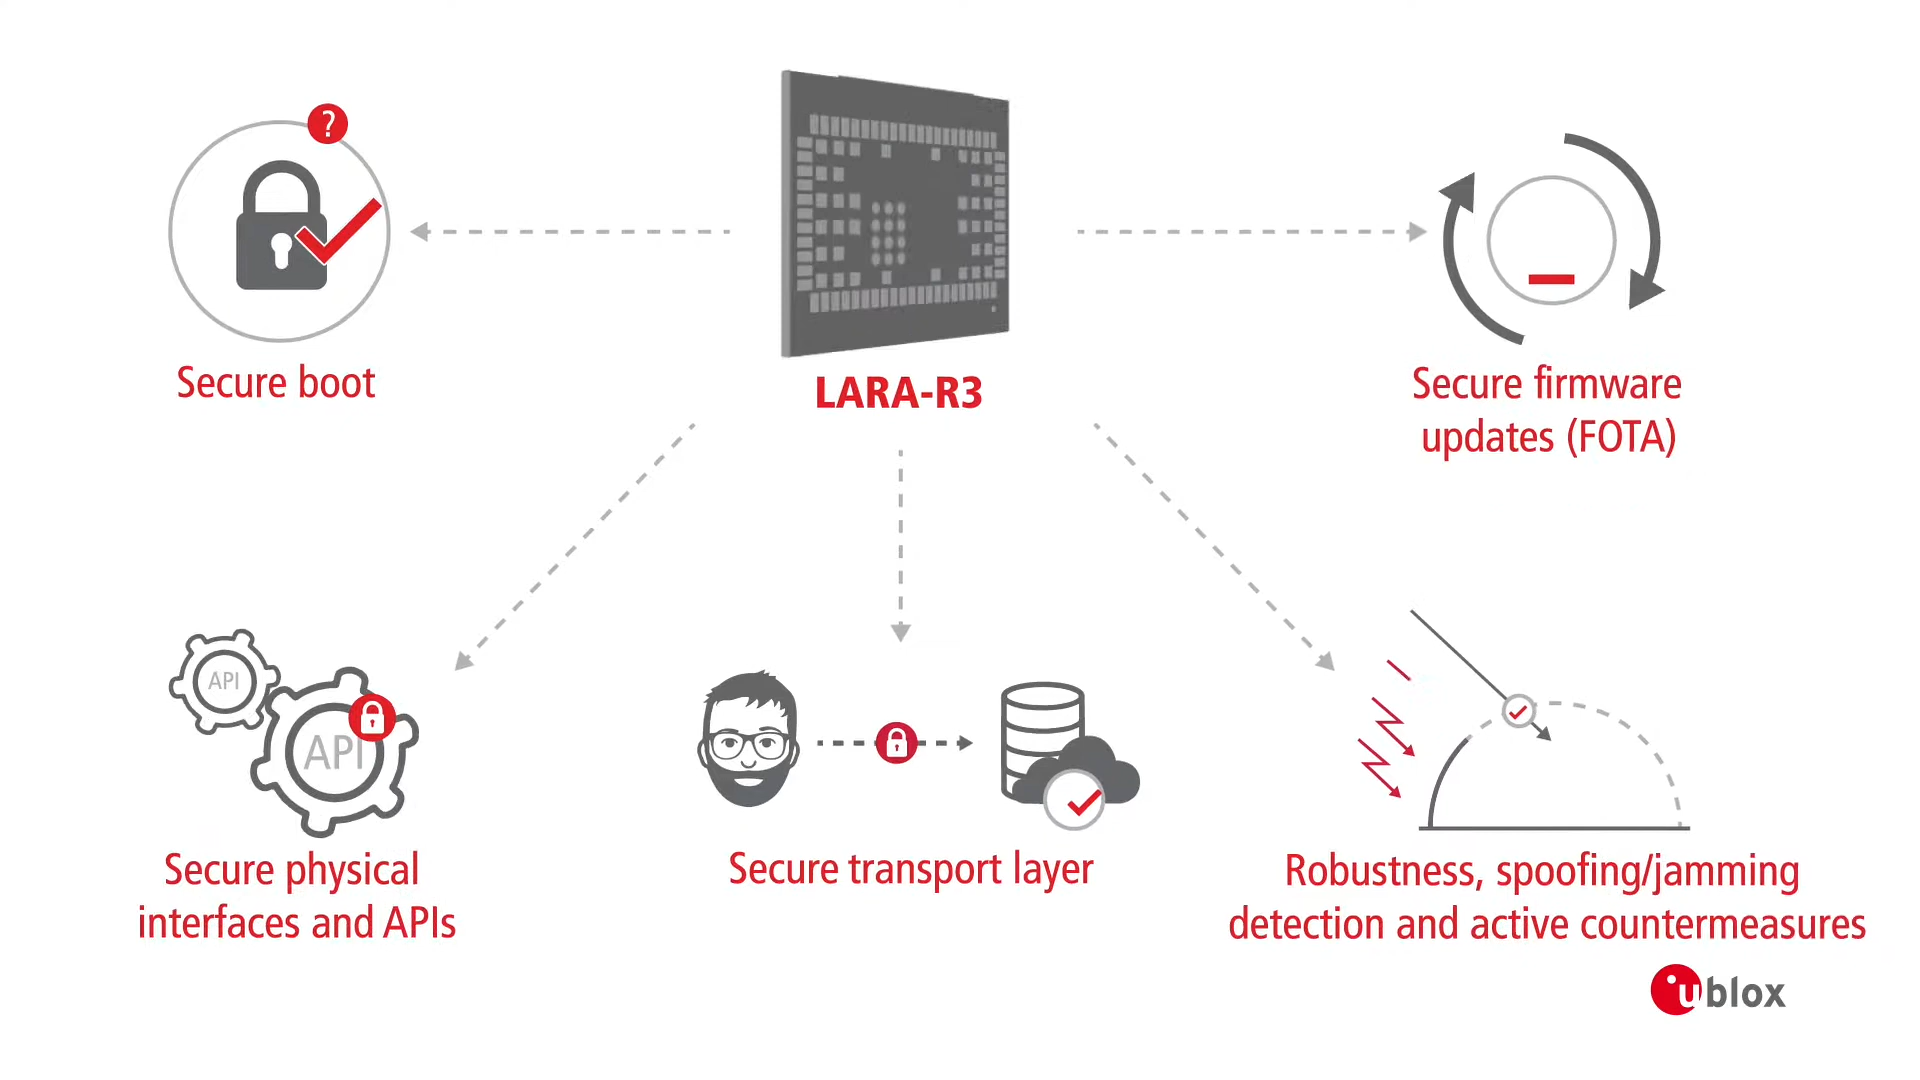 ?
LARA-R3
Secure boot
Secure firmware
updates (FOTA)
API
API
Secure physical
interfaces and APIs
Secure transport layer
Robustness, spoofing/jamming
detection and active countermeasures
ublox